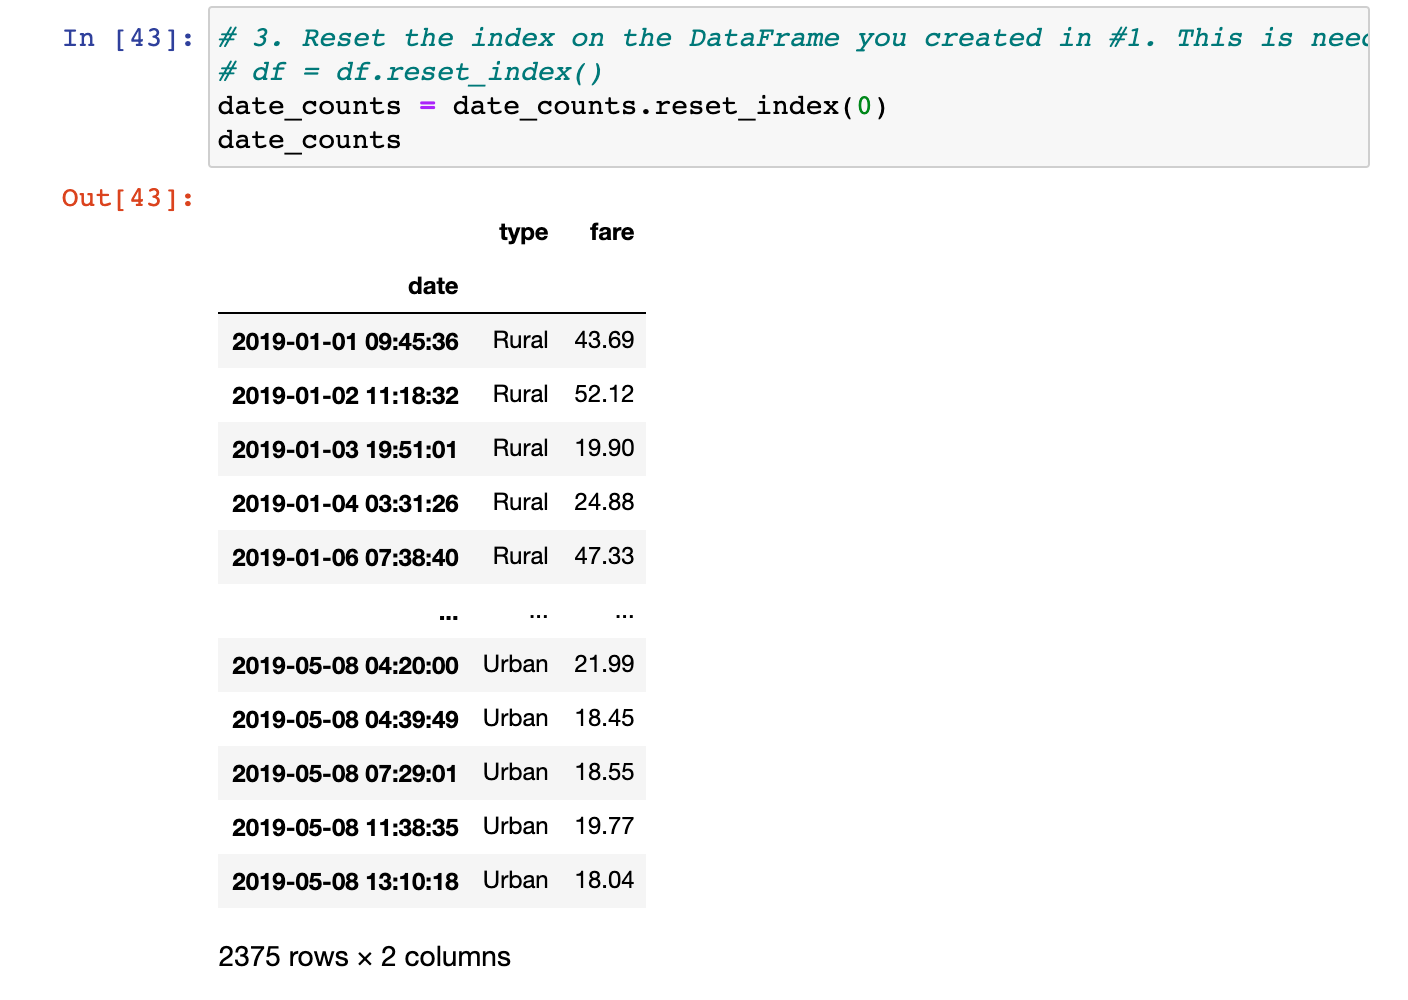 In [43]:
# 3. Reset the index on the DataFrame you created in #1. This is
# df = df.reset_index()
date_counts = date_counts.reset_index(0)
date_counts
Out[43]:
type fare
date
2019-01-01 09:45:36 Rural 43.69
2019-01-02 11:18:32 Rural 52.12
2019-01-03 19:51:01 Rural 19.90
2019-01-04 03:31:26 Rural 24.88
2019-01-06 07:38:40 Rural 47.33
... ... ...
2019-05-08 04:20:00 Urban 21.99
2019-05-08 04:39:49 Urban 18.45
2019-05-08 07:29:01 Urban 18.55
2019-05-08 11:38:35 Urban 19.77
2019-05-08 13:10:18 Urban 18.04
2375 rows × 2 columns